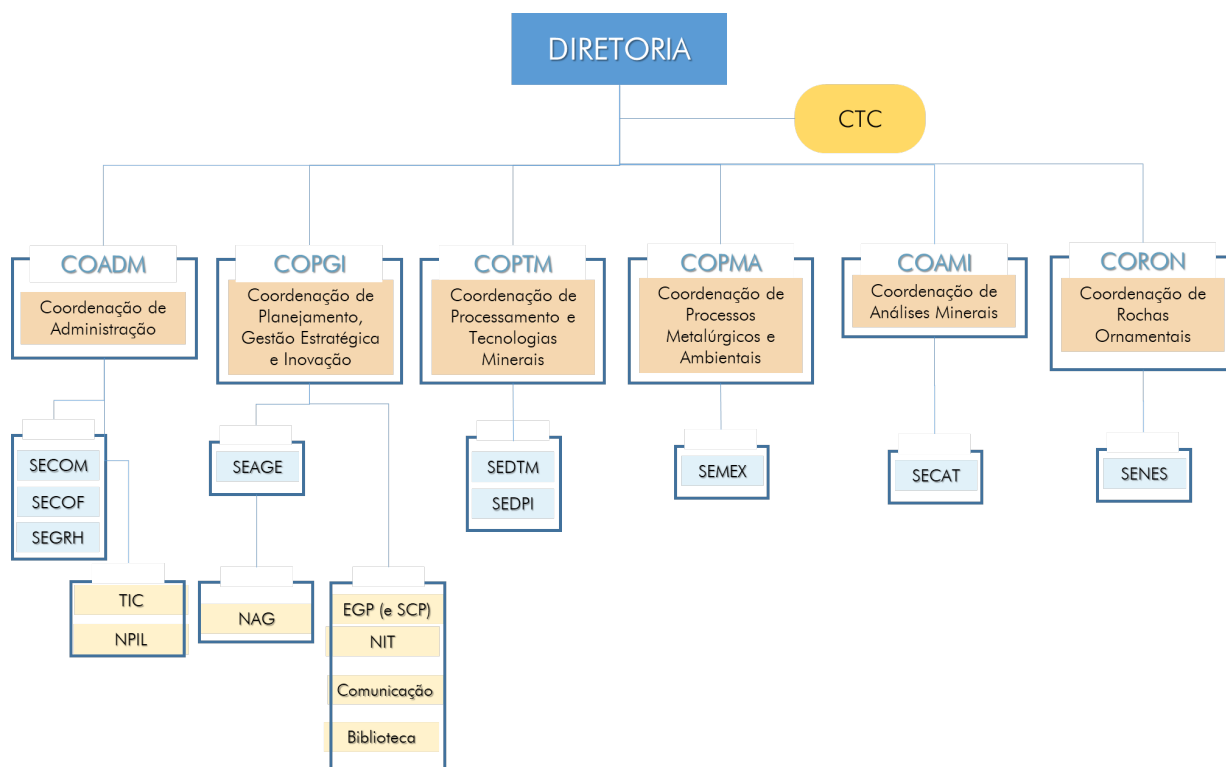 DIRETORIA
CTC
COADM
Coordenação de
Administração
COPGI
Coordenação de
Planejamento,
Gestão Estratégica
e Inovação
COPTM
Coordenação de
Processamento e
Tecnologias
Minerais
COPMA
Coordenação de
Processos
Metalúrgicos e
Ambientais
COAMI
Coordenação de
Análises Minerais
CORON
Coordenação de
Rochas
Ornamentais
SECOM
SECOF
SEGRH
SEAGE
SEDTM
SEDPI
SEMEX
SECAT
SENES
TIC
NPIL
NAG
EGP (e SCP)
NIT
Comunicação
Biblioteca